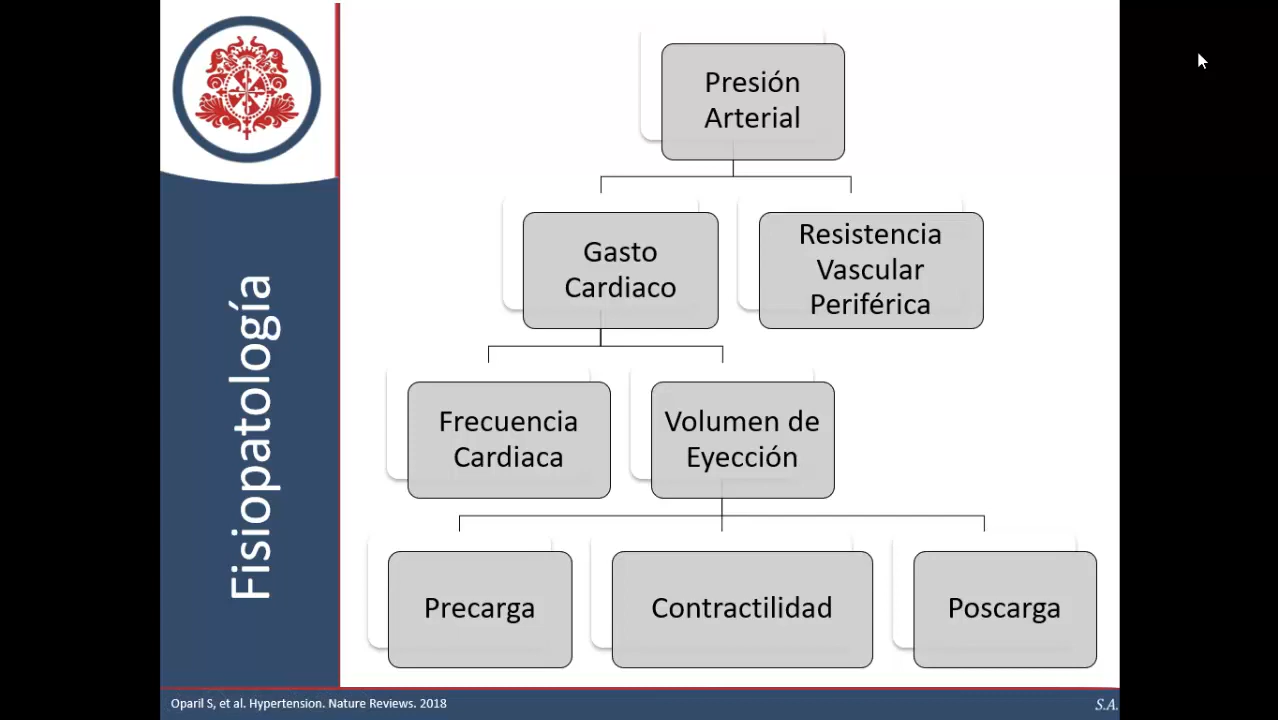 Fisiopatología
Presión
Arterial
Gasto
Cardiaco
Resistencia
Vascular
Periférica
Frecuencia
Cardiaca
Volumen de
Eyección
Precarga
Contractilidad
Poscarga
Oparil S, et al. Hypertension. Nature Reviews. 2018
S.A.